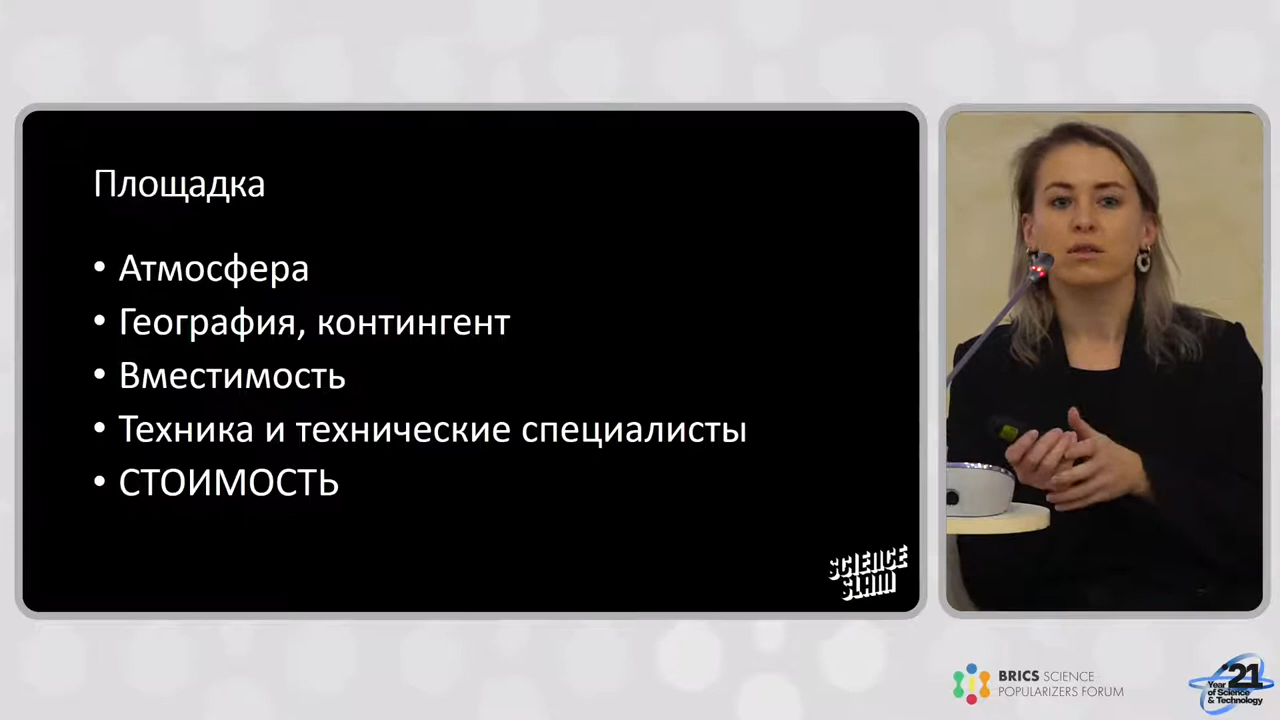 Площадка
• Атмосфера
• География, контингент
• Вместимость
• Техника и технические специалисты
• СТОИМОСТЬ
SCIENCE
SLAM
BRICS SCIENCE
POPULARIZERS FORUM
'21
Year
of Science
& Technology